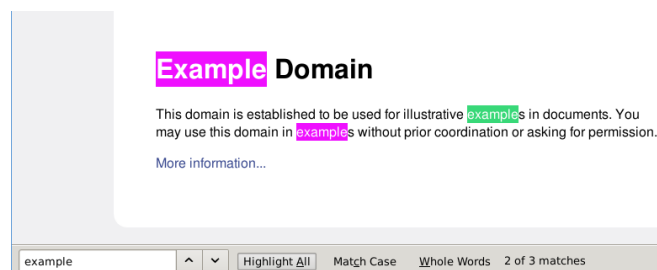 Example Domain
This domain is established to be used for illustrative examples in documents. You
may use this domain in examples without prior coordination or asking for permission.
More information...
example Highlight All Match Case Whole Words 2 of 3 matches